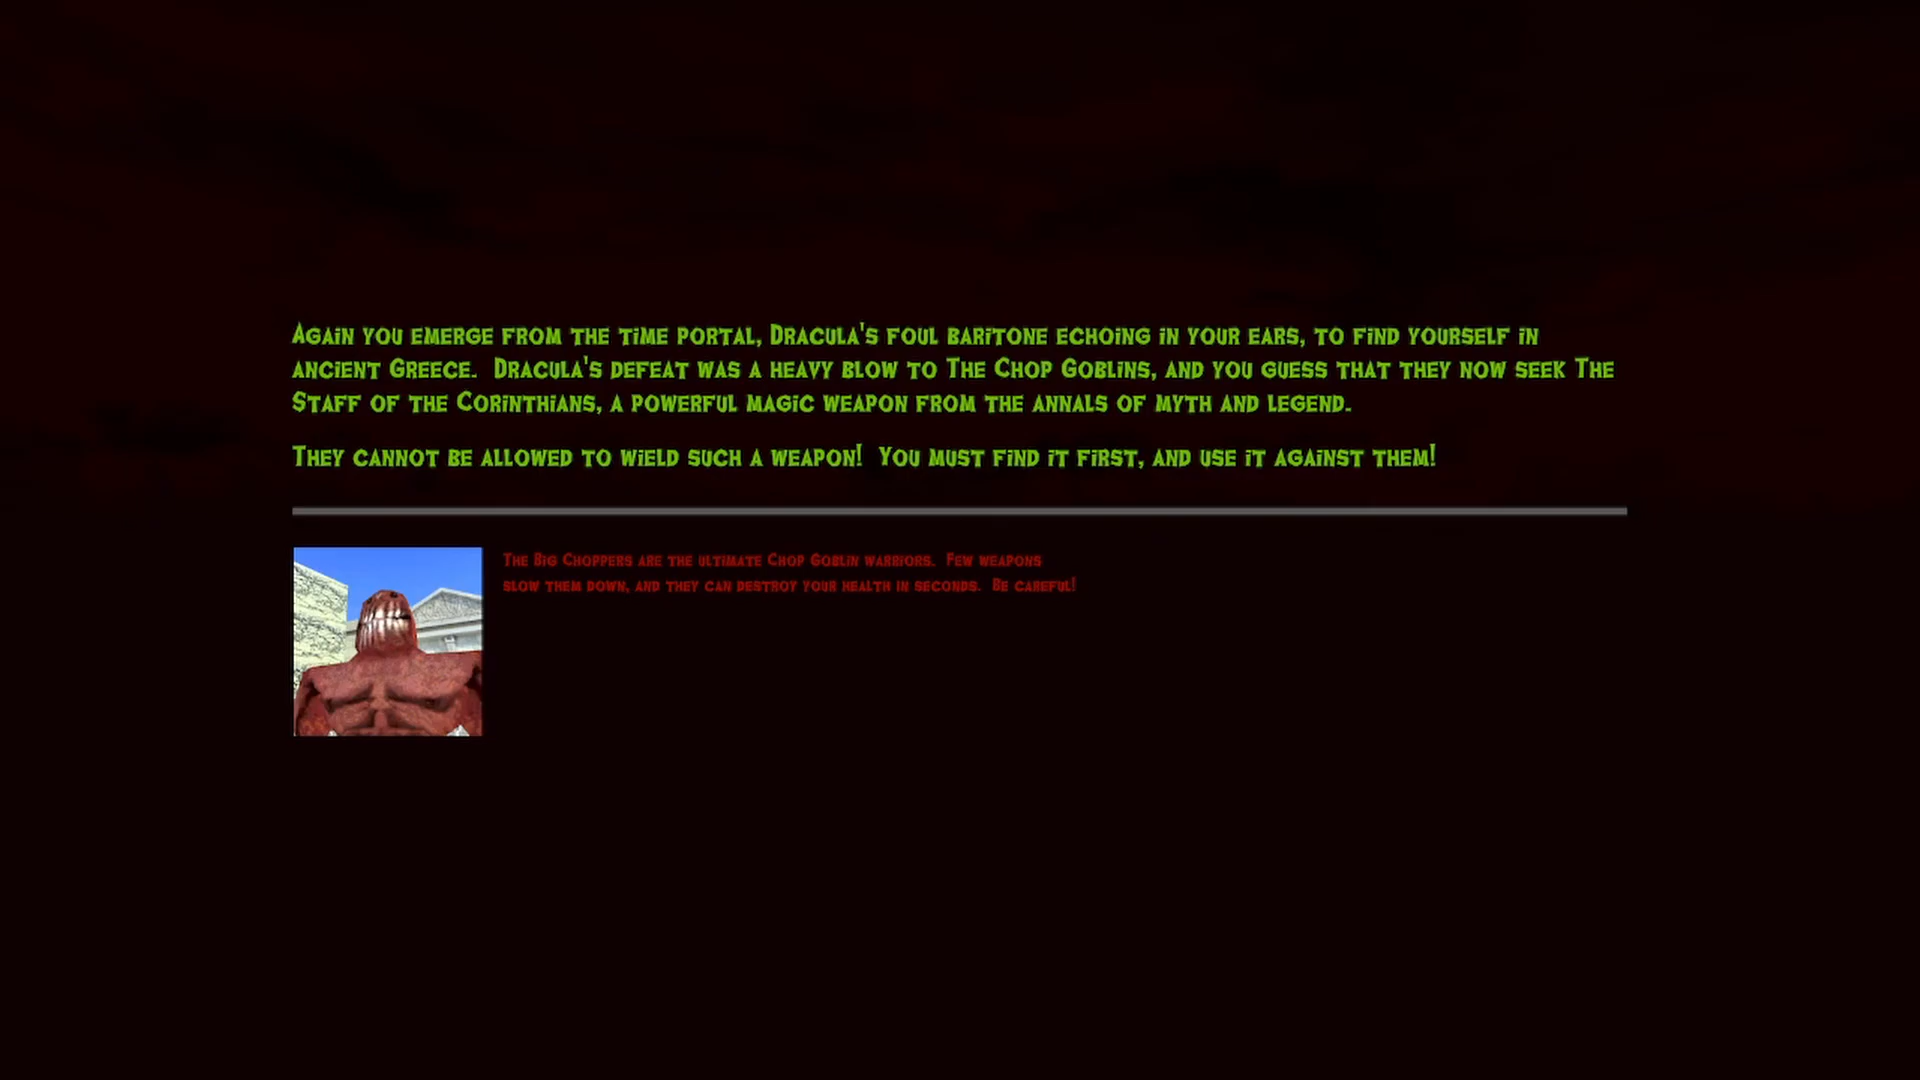 Again you emerge from the time portal, Dracula's foul baritone echoing in your ears, to find yourself in
ancient Greece.  Dracula's defeat was a heavy blow to The Chop Goblins, and you guess that they now seek The
Staff of the Corinthians, a powerful magic weapon from the annals of myth and legend.
They cannot be allowed to wield such a weapon!  You must find it first, and use it against them!
The Big Choppers are the ultimate Chop Goblin warriors.  Few weapons
slow them down, and they can destroy your health in seconds.  Be careful!